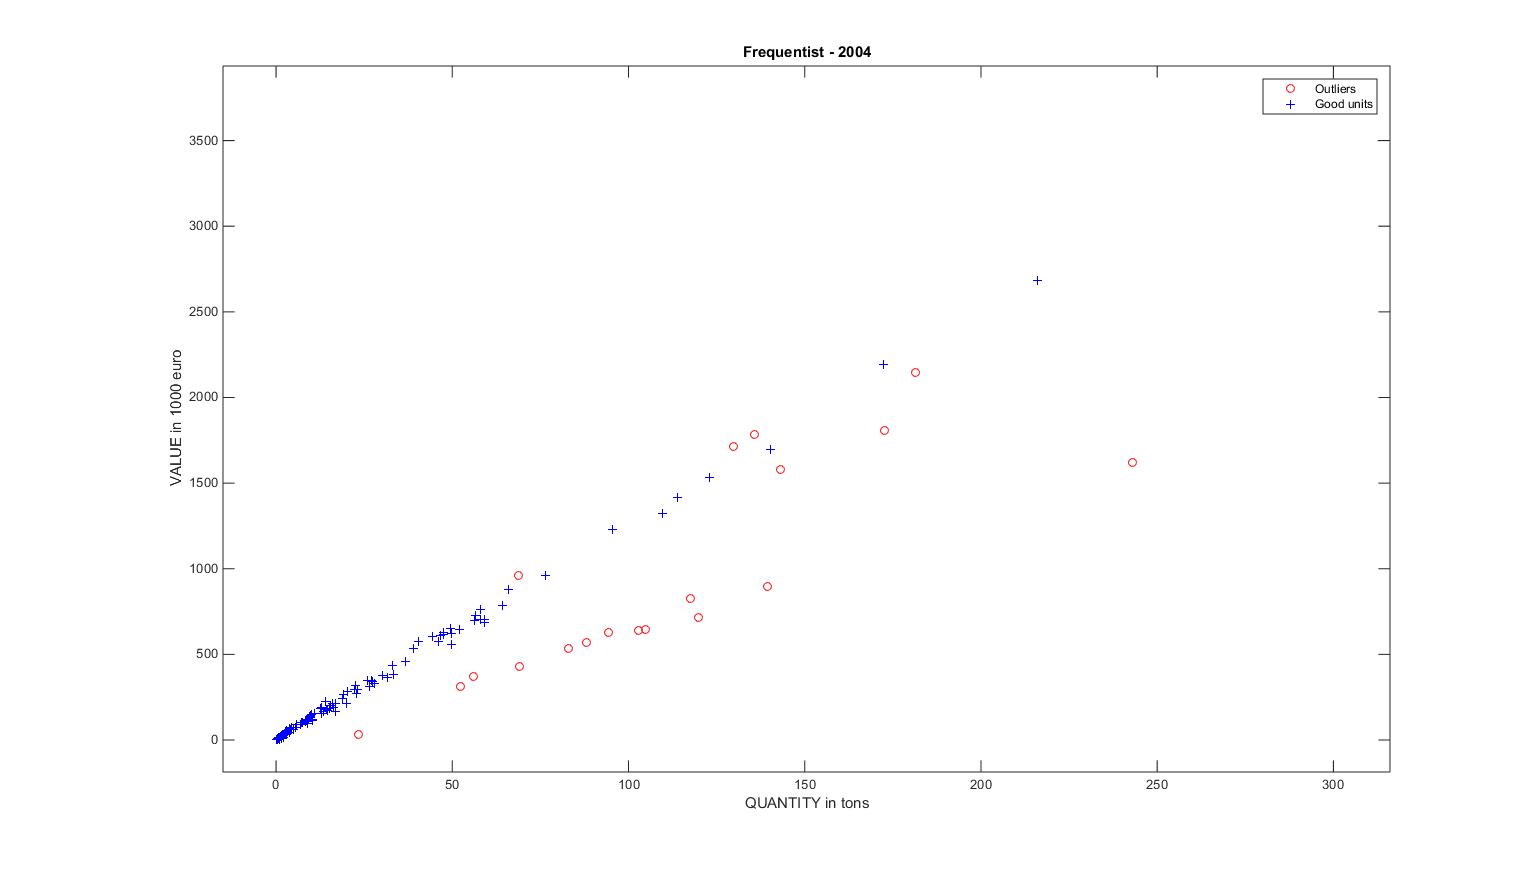 Frequentist - 2004
Outliers
Good units
3500
3000
2500
2000
1500
1000
500
0
VALUE in 1000 euro
0 50 100 150 200 250 300
QUANTITY in tons